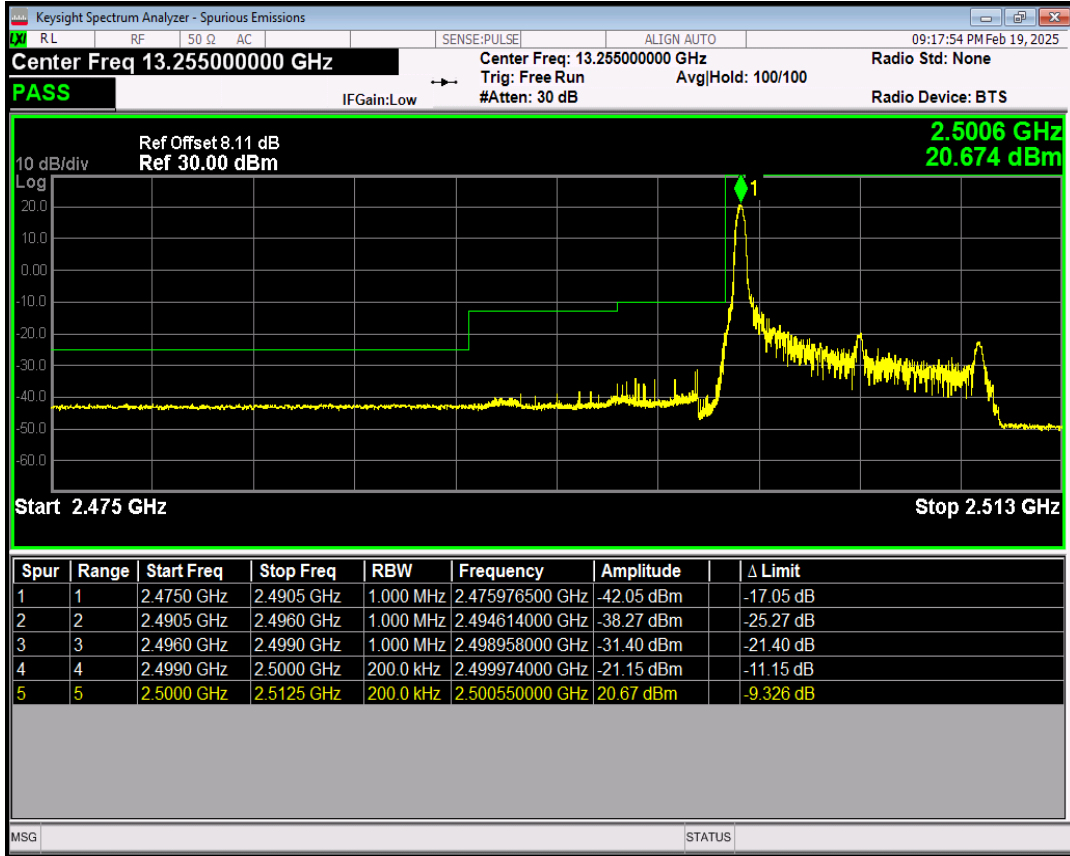 Keysight Spectrum Analyzer - Spurious Emissions
LXI RL RF 50 Ω AC SENSE:PULSE ALIGN AUTO 09:17:54 PM Feb 19, 2025
Center Freq 13.255000000 GHz Center Freq: 13.255000000 GHz Radio Std: None
Trig: Free Run Avg|Hold: 100/100
PASS IFGain:Low #Atten: 30 dB Radio Device: BTS
Ref Offset 8.11 dB 2.5006 GHz
10 dB/div Ref 30.00 dBm 20.674 dBm
Log
1
20.0
10.0
0.00
-10.0
-20.0
-30.0
-40.0
-50.0
-60.0
Start 2.475 GHz Stop 2.513 GHz
Spur Range Start Freq Stop Freq RBW Frequency Amplitude Δ Limit
1 1 2.4750 GHz 2.4905 GHz 1.000 MHz 2.475976500 GHz -42.05 dBm -17.05 dB
2 2 2.4905 GHz 2.4960 GHz 1.000 MHz 2.494614000 GHz -38.27 dBm -25.27 dB
3 3 2.4960 GHz 2.4990 GHz 1.000 MHz 2.498958000 GHz -31.40 dBm -21.40 dB
4 4 2.4990 GHz 2.5000 GHz 200.0 kHz 2.499974000 GHz -21.15 dBm -11.15 dB
5 5 2.5000 GHz 2.5125 GHz 200.0 kHz 2.500550000 GHz 20.67 dBm -9.326 dB
MSG STATUS